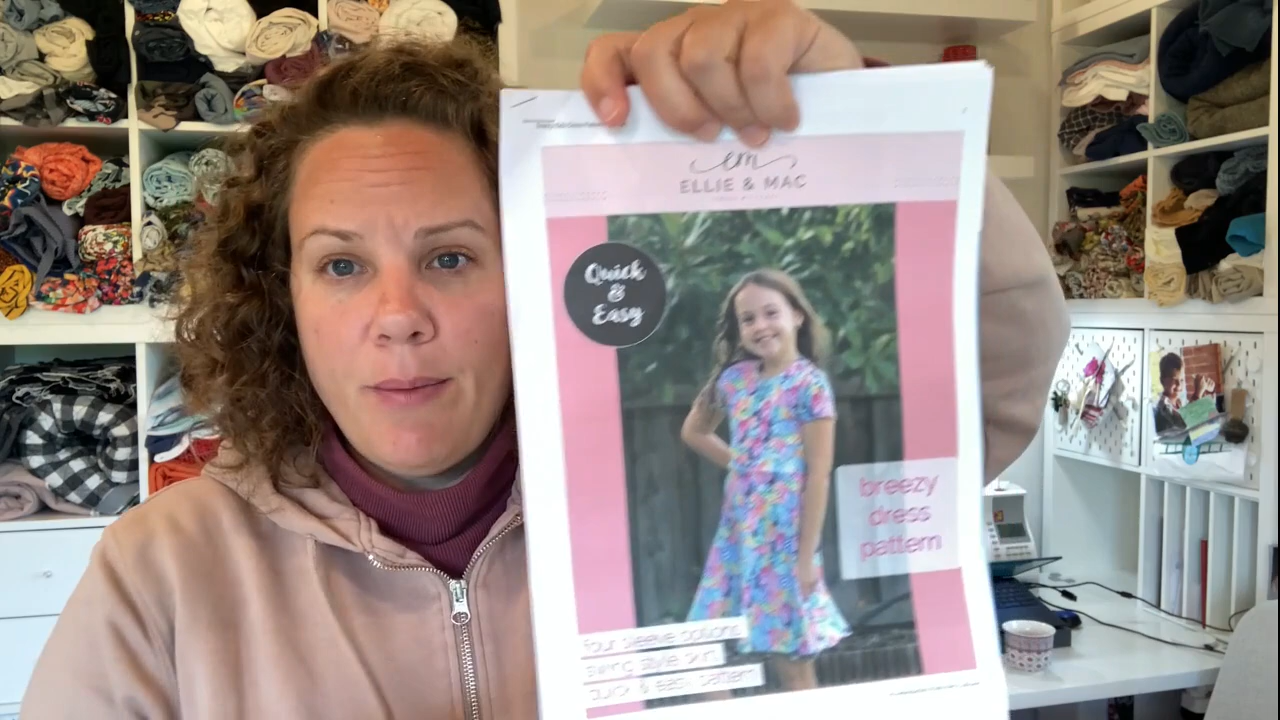 em
ELLIE & MAC
Quick
&
Easy
breezy
dress
pattern
four sleeve options
swing style skirt
quick & easy pattern